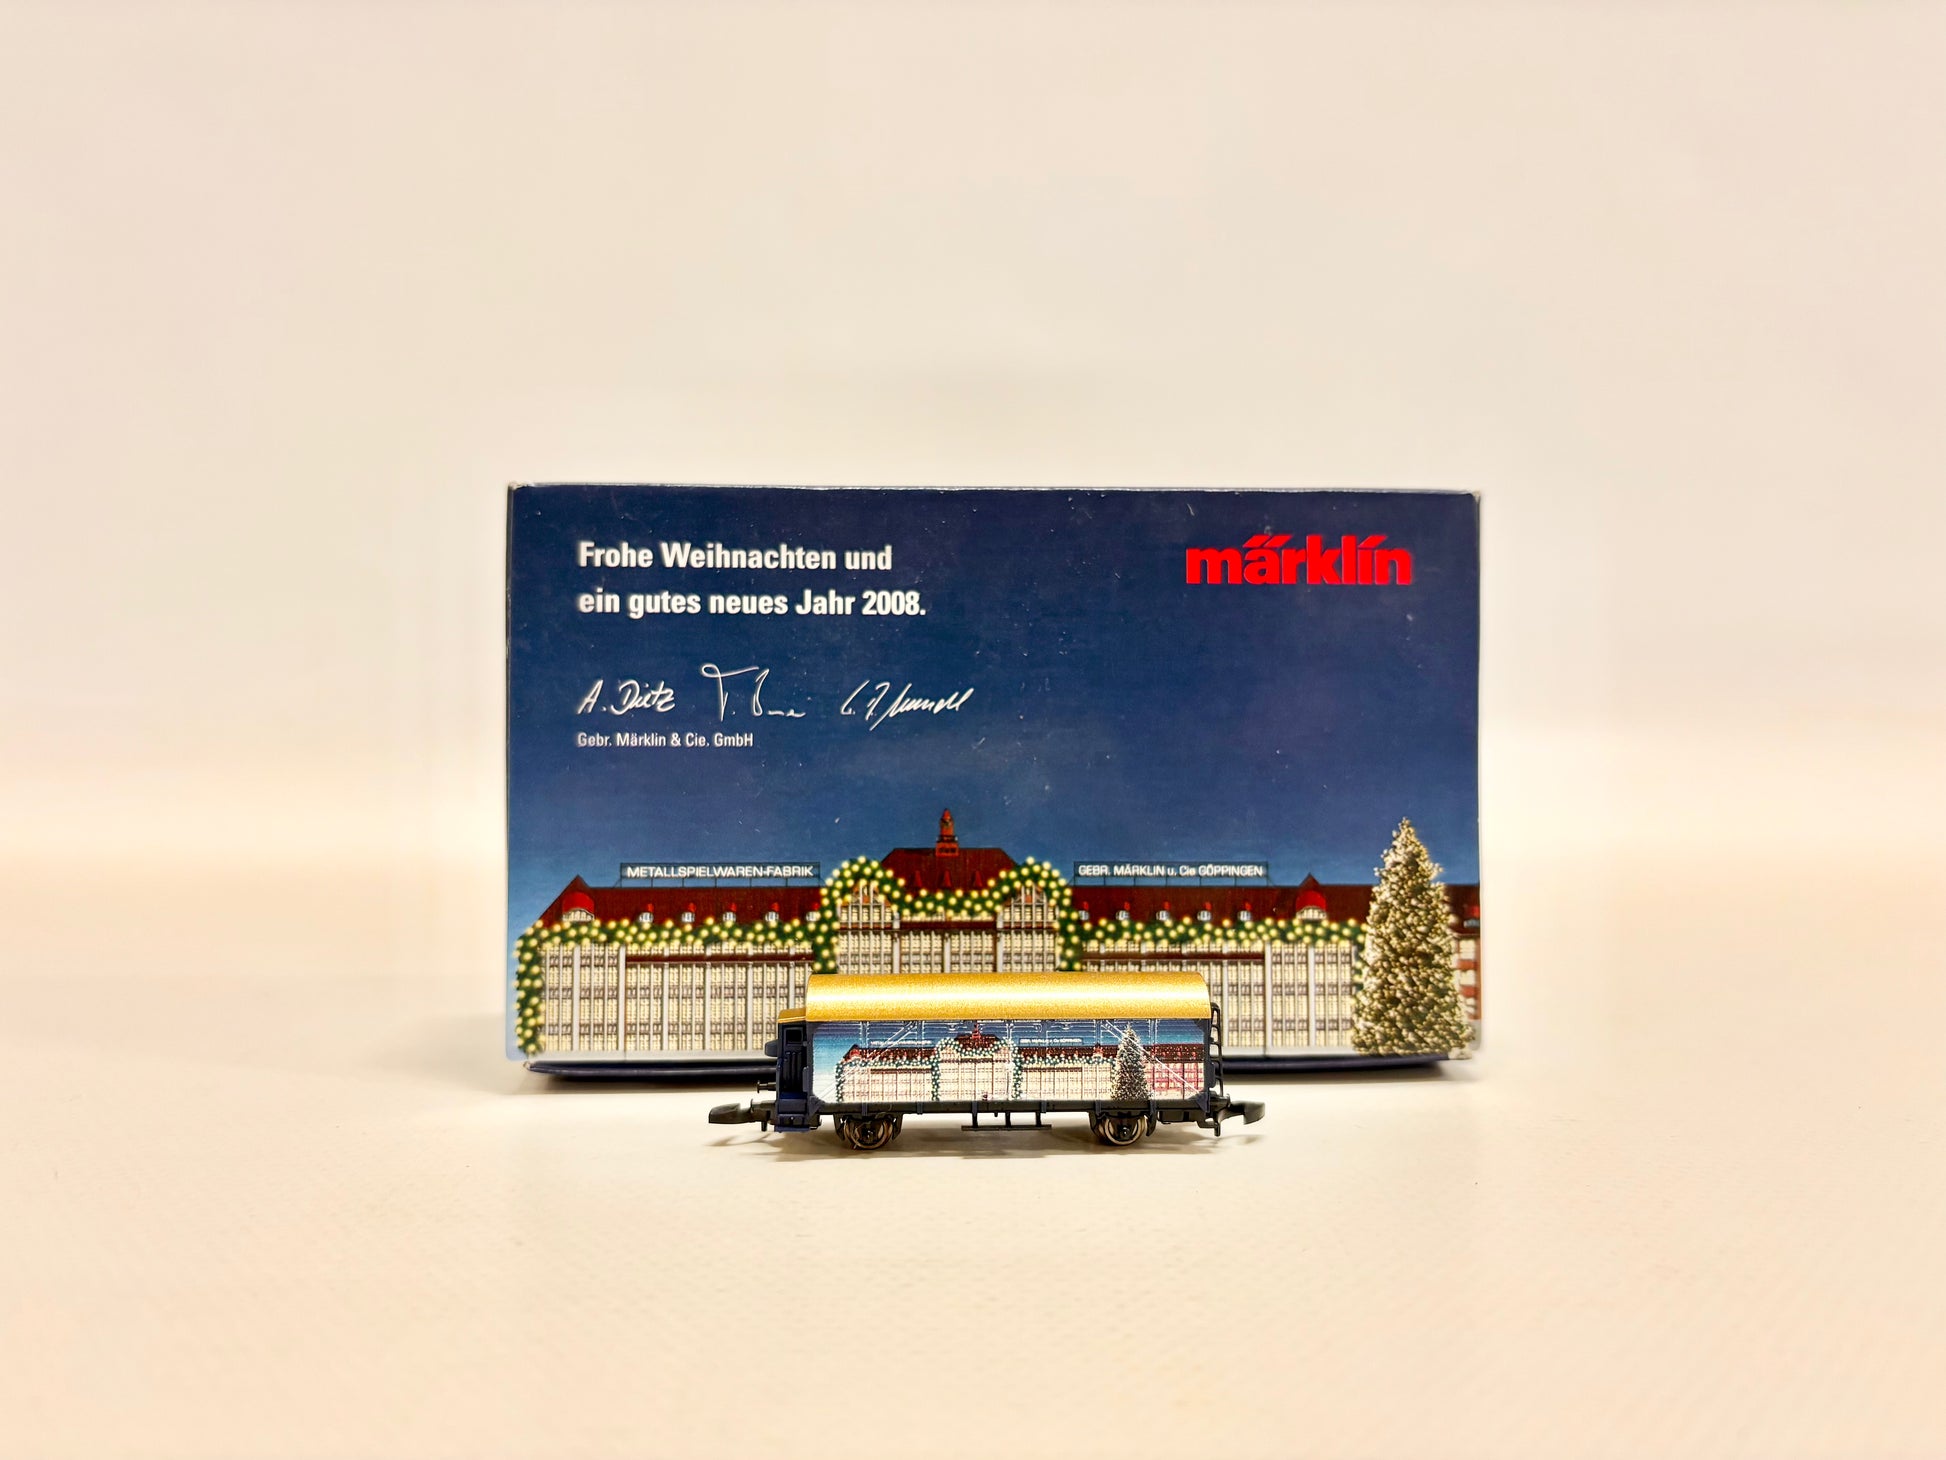 Frohe Weihnachten und
ein gutes neues Jahr 2008.
märklin
A. Dietz
Gebr. Märklin & Cie. GmbH
METALLSPIELWAREN-FABRIK
GEBR. MÄRKLIN u. Cie GÖPPINGEN